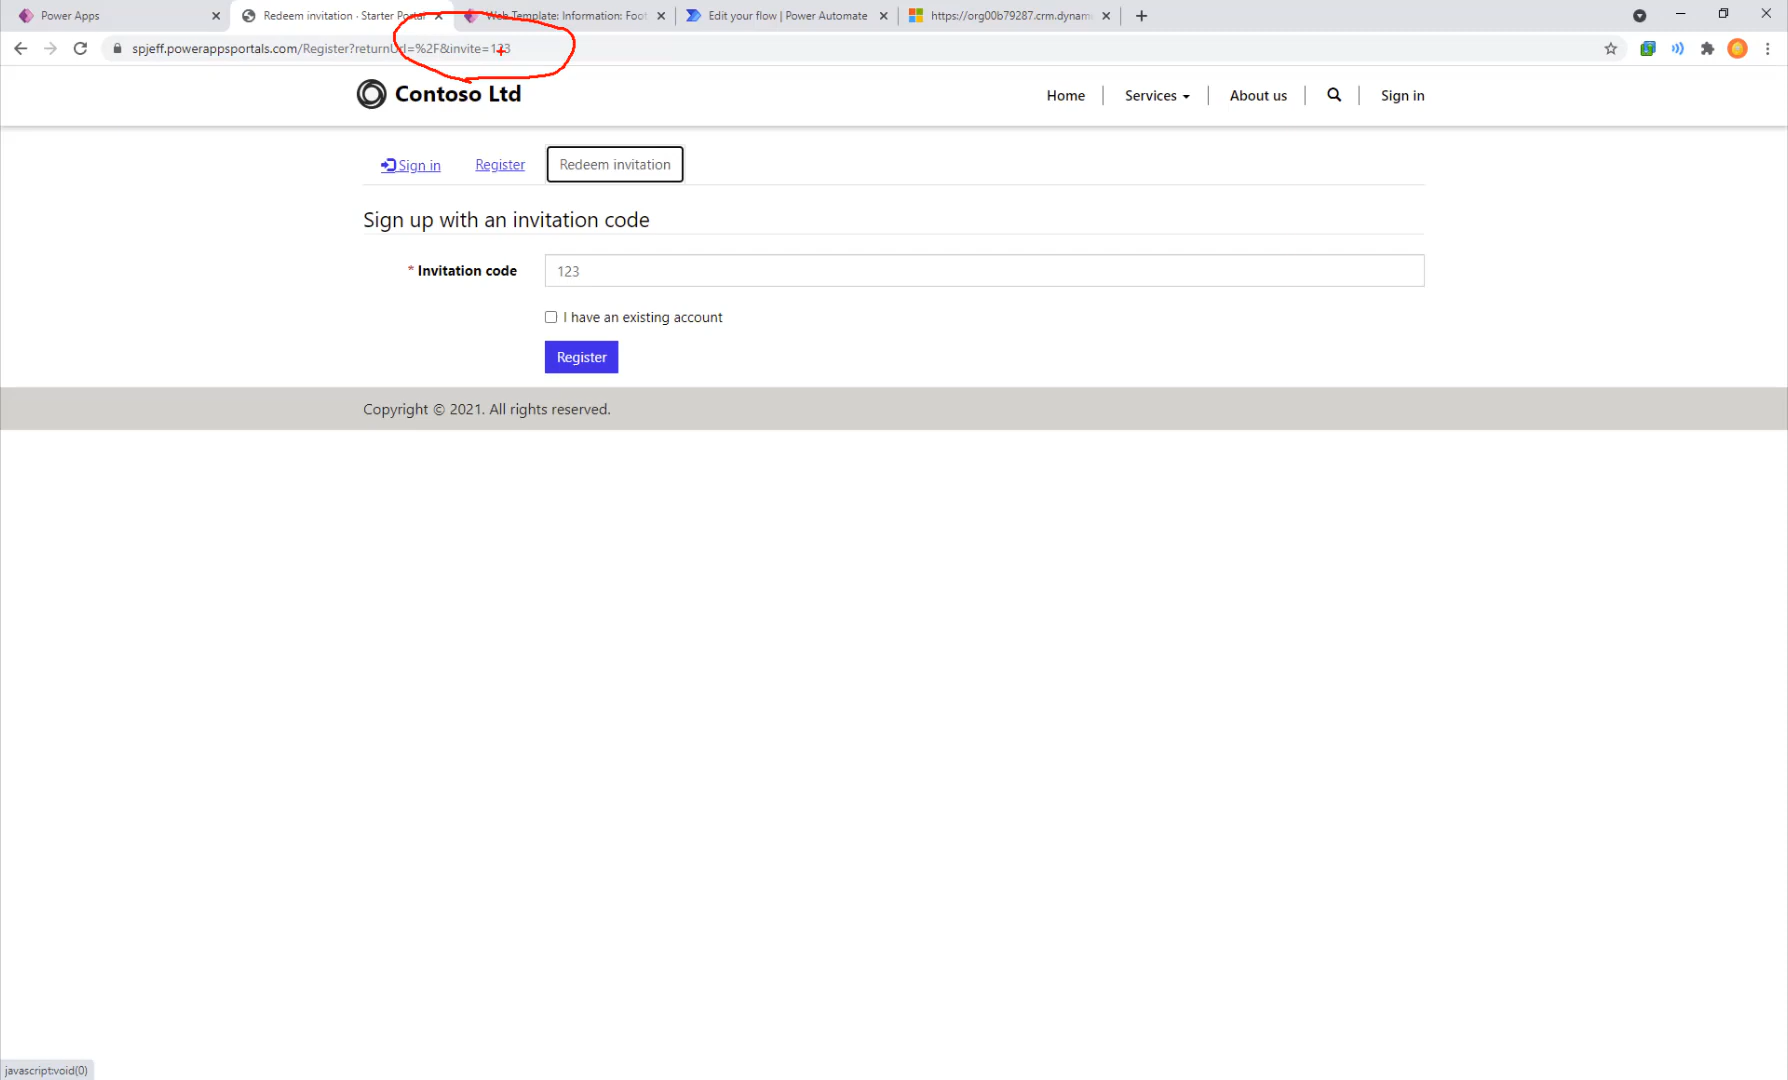 Power Apps
Redeem invitation · Starter Portal
Web Template: Information: Foot
Edit your flow | Power Automate
https://org00b79287.crm.dynami
spjeff.powerappsportals.com/Register?returnUrl=%2F&invite=123
Contoso Ltd
Home
Services
About us
Sign in
Sign in
Register
Redeem invitation
Sign up with an invitation code
* Invitation code
123
I have an existing account
Register
Copyright © 2021. All rights reserved.
javascript:void(0)